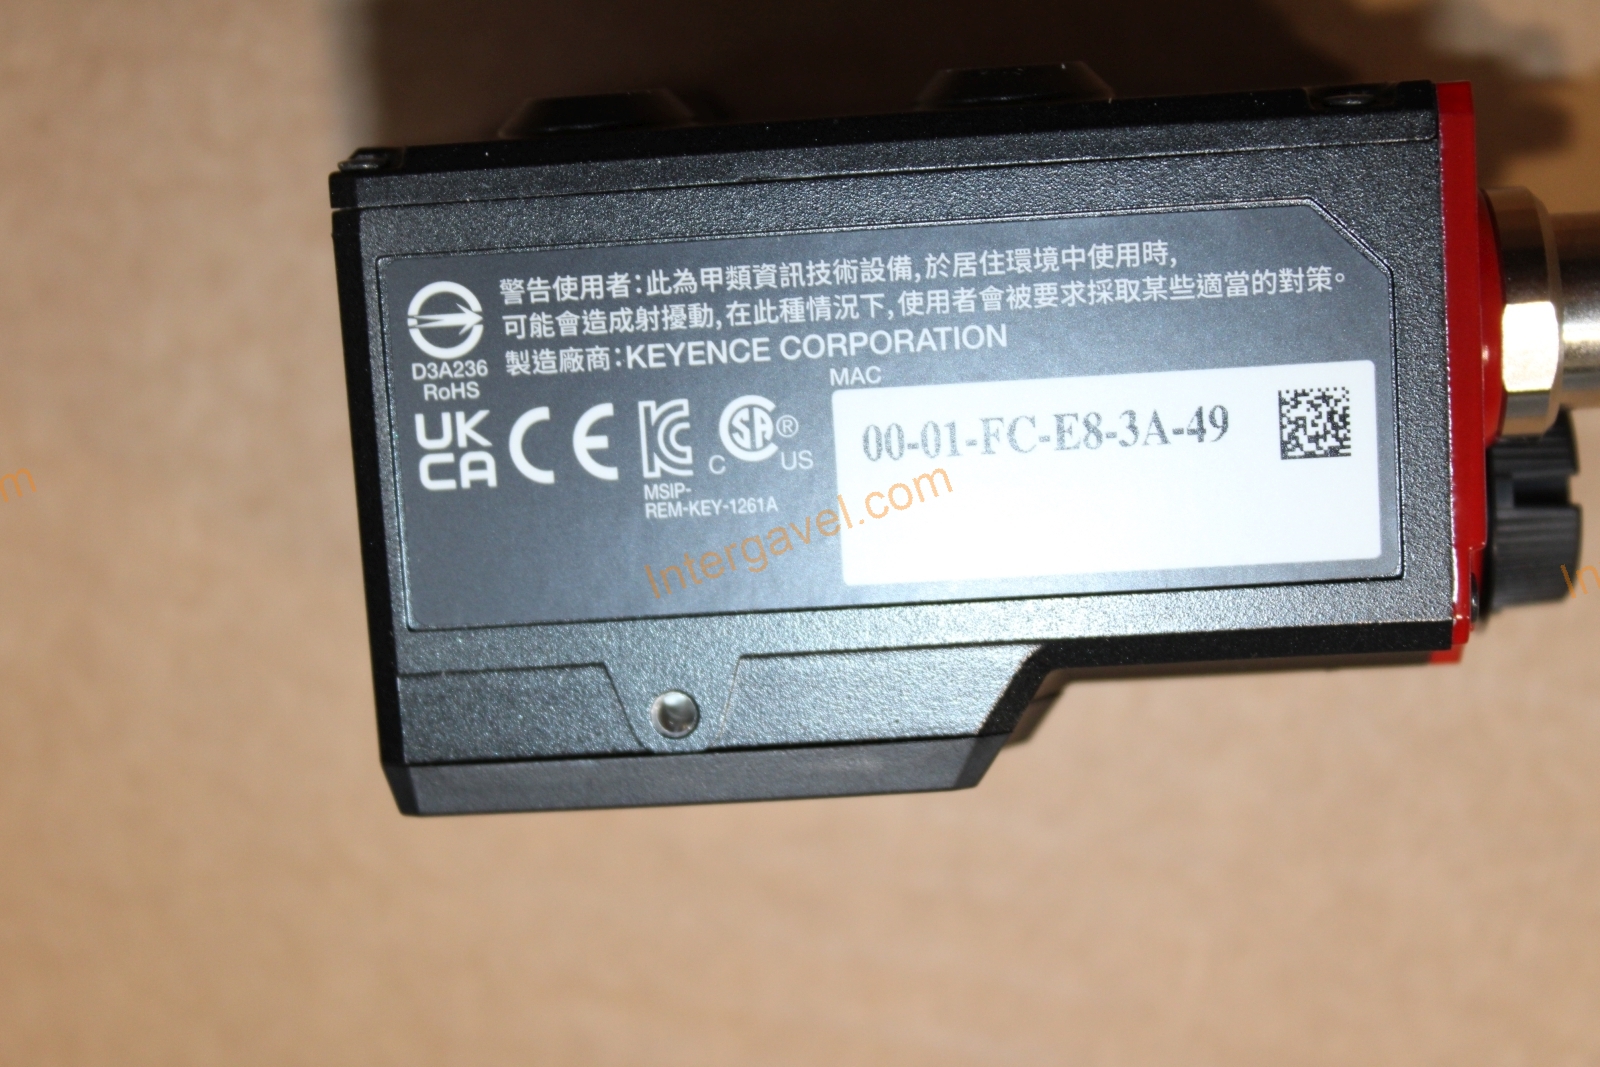 警告使用者:此為甲類資訊技術設備,於居住環境中使用時,
可能會造成射擾動,在此種情況下,使用者會被要求採取某些適當的對策。
製造廠商:KEYENCE CORPORATION
D3A236
RoHS
UK
CA
CE
KC
MSIP-
REM-KEY-1261A
C SA® US
MAC
00-01-FC-E8-3A-49
Intergavel.com
m
In